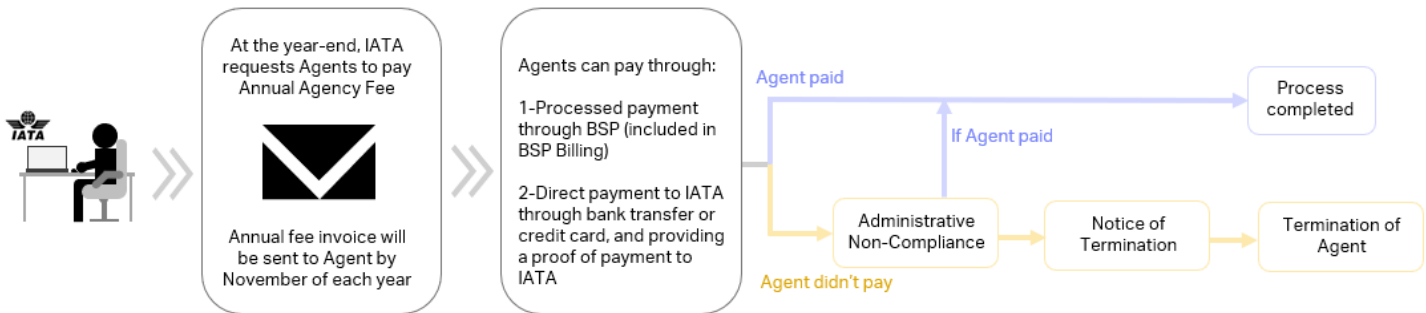 IATA
At the year-end, IATA
requests Agents to pay
Annual Agency Fee
Annual fee invoice will
be sent to Agent by
November of each year
Agents can pay through:
1-Processed payment
through BSP (included in
BSP Billing)
2-Direct payment to IATA
through bank transfer or
credit card, and providing
a proof of payment to
IATA
Agent paid
Process
completed
If Agent paid
Administrative
Non-Compliance
Notice of
Termination
Termination of
Agent
Agent didn't pay